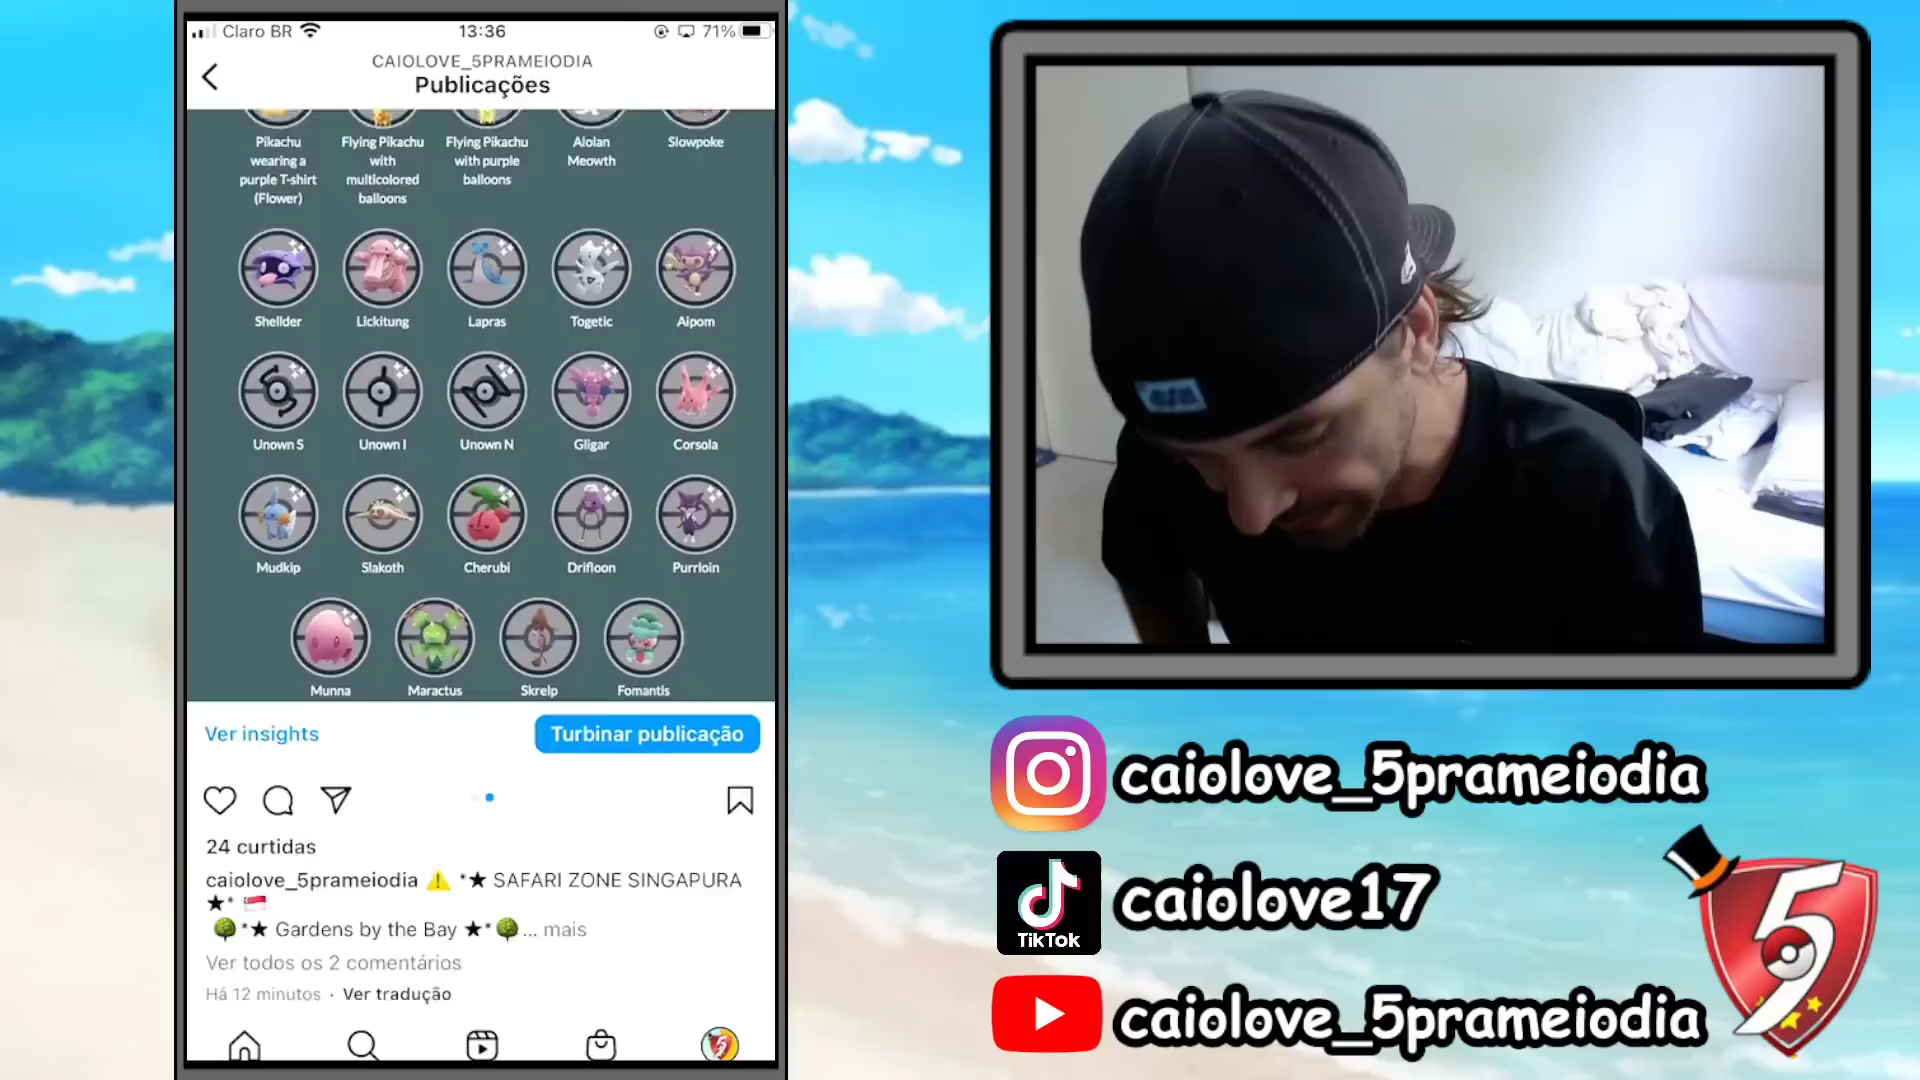 Claro BR
13:36
71%
CAIOLOVE_5PRAMEIODIA
Publicações
Pikachu
wearing a
purple T-shirt
(Flower)
Flying Pikachu
with
multicolored
balloons
Flying Pikachu
with purple
balloons
Alolan
Meowth
Slowpoke
Shellder
Lickitung
Lapras
Togetic
Aipom
Unown S
Unown I
Unown N
Gligar
Corsola
Mudkip
Slakoth
Cherubi
Drifloon
Purrloin
Munna
Maractus
Skrelp
Fomantis
Ver insights
Turbinar publicação
24 curtidas
caiolove_5prameiodia ⚠️ *★ SAFARI ZONE SINGAPURA
★* 🇸🇬
🌳*★ Gardens by the Bay ★*🌳... mais
Ver todos os 2 comentários
Há 12 minutos · Ver tradução
caiolove_5prameiodia
TikTok
caiolove17
caiolove_5prameiodia
5